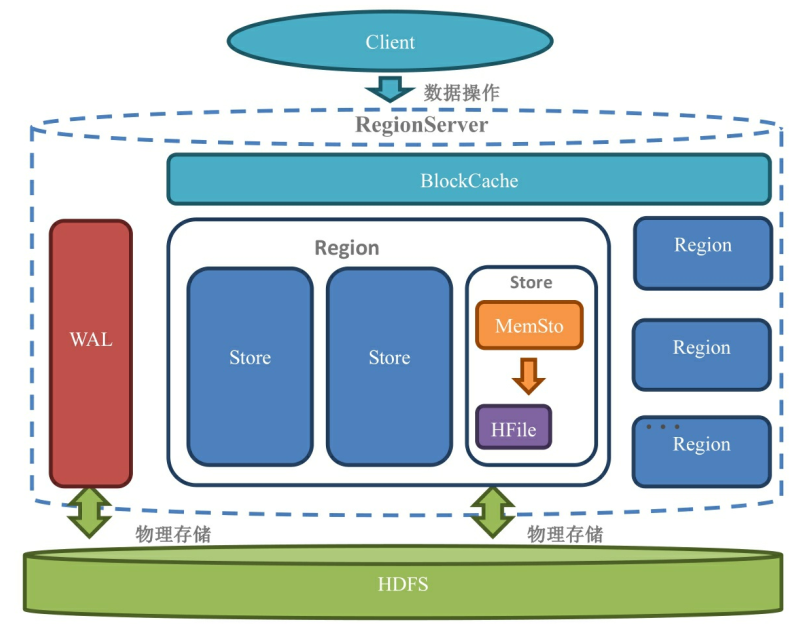 Client
数据操作
RegionServer
BlockCache
WAL
Region
Store
Store
Store
MemSto
HFile
Region
Region
• • •
Region
物理存储
物理存储
HDFS